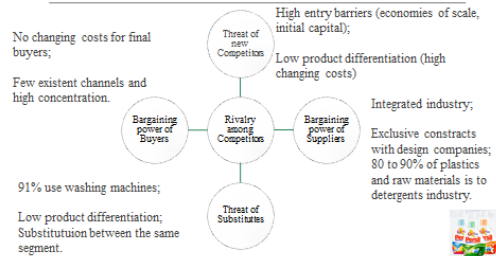 High entry barriers (economies of scale,
initial capital);
Low product differentiation (high
changing costs)
No changing costs for final
buyers;
Few existent channels and
high concentration.
Threat of
new
Competitors
Bargaining
power of
Buyers
Rivalry
among
Competitors
Bargaining
power of
Suppliers
Integrated industry;
Exclusive constracts
with design companies;
80 to 90% of plastics
and raw materials is to
detergents industry.
91% use washing machines;
Low product differentiation;
Substitutuion between the same
segment.
Threat of
Substitutes